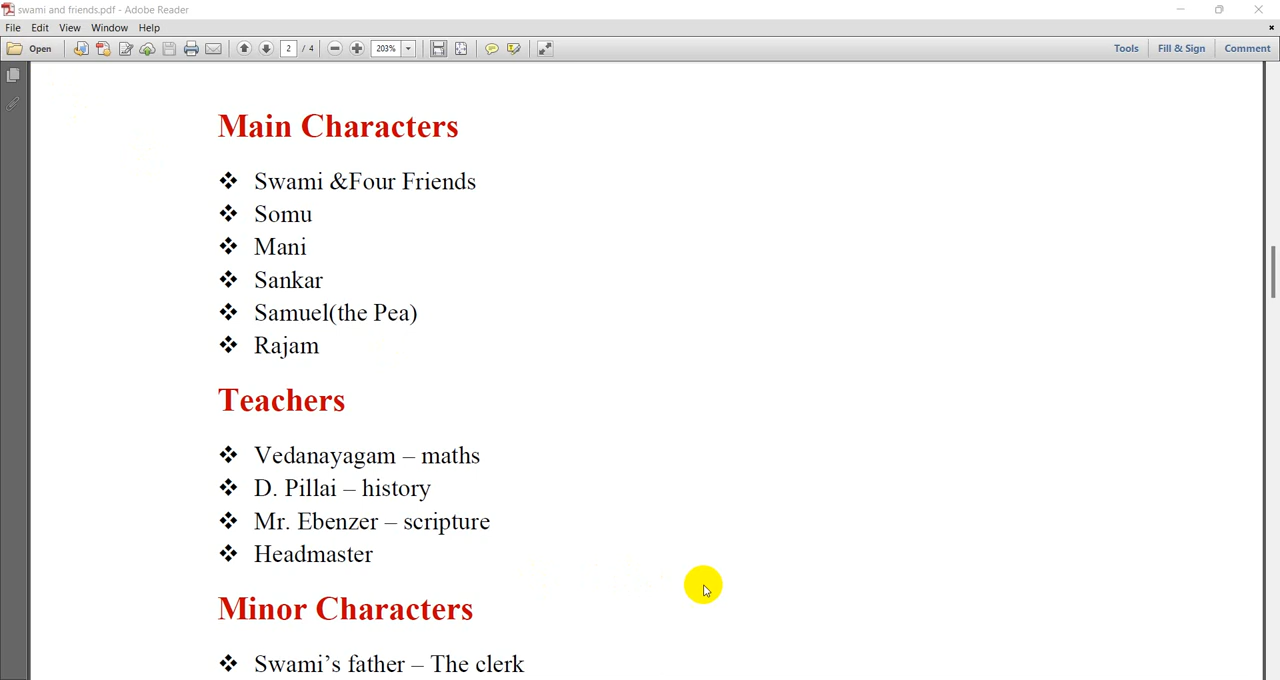 swami and friends.pdf - Adobe Reader
File Edit View Window Help
Open 2 / 4 203% Tools Fill & Sign Comment
Main Characters
❖ Swami &Four Friends
❖ Somu
❖ Mani
❖ Sankar
❖ Samuel(the Pea)
❖ Rajam
Teachers
❖ Vedanayagam – maths
❖ D. Pillai – history
❖ Mr. Ebenzer – scripture
❖ Headmaster
Minor Characters
❖ Swami's father – The clerk